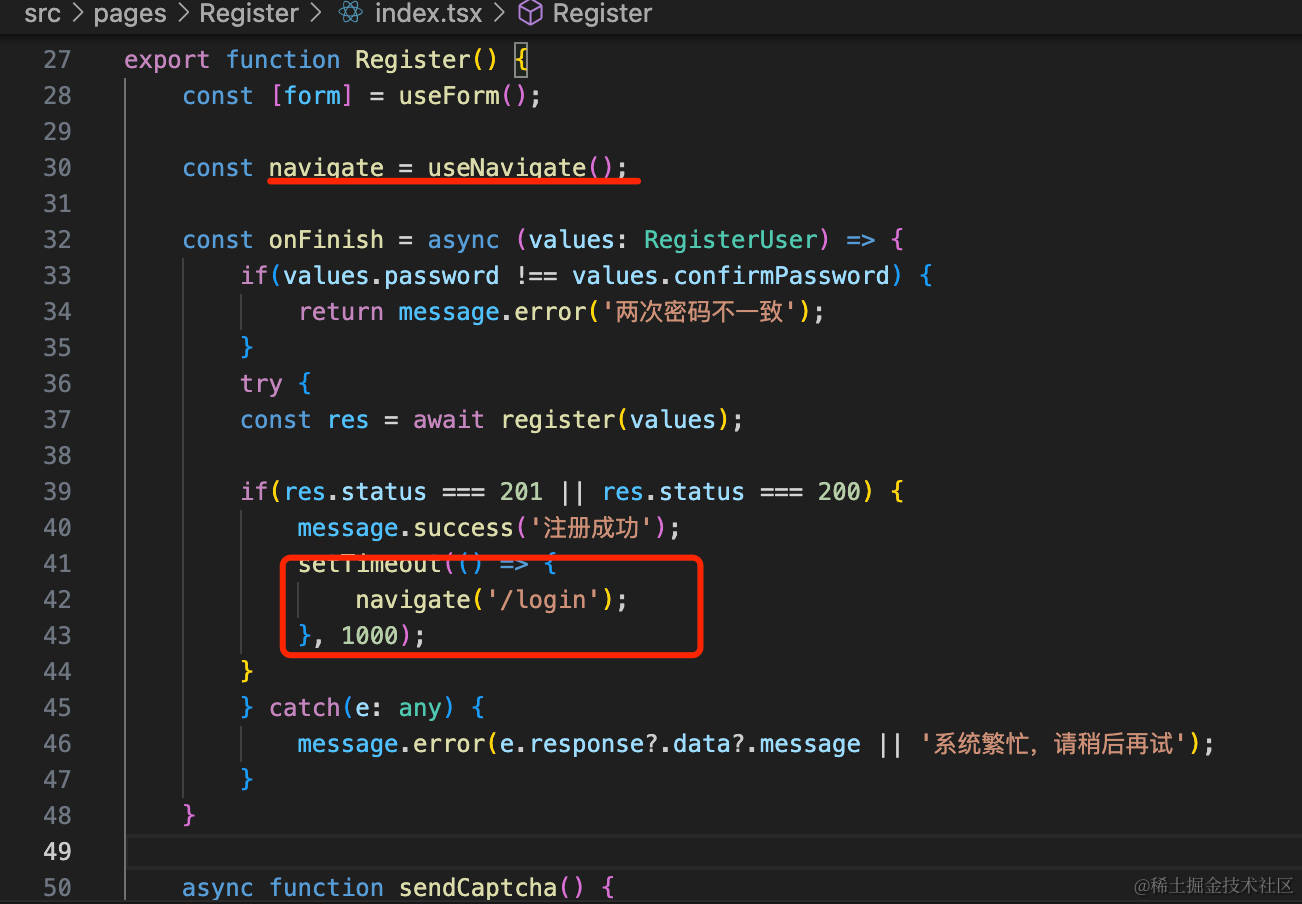 src > pages > Register > index.tsx > Register
27 export function Register() {
28 const [form] = useForm();
29
30 const navigate = useNavigate();
31
32 const onFinish = async (values: RegisterUser) => {
33 if(values.password !== values.confirmPassword) {
34 return message.error('两次密码不一致');
35 }
36 try {
37 const res = await register(values);
38
39 if(res.status === 201 || res.status === 200) {
40 message.success('注册成功');
41 setTimeout(() => {
42 navigate('/login');
43 }, 1000);
44 }
45 } catch(e: any) {
46 message.error(e.response?.data?.message || '系统繁忙，请稍后再试');
47 }
48 }
49
50 async function sendCaptcha() {
@稀土掘金技术社区